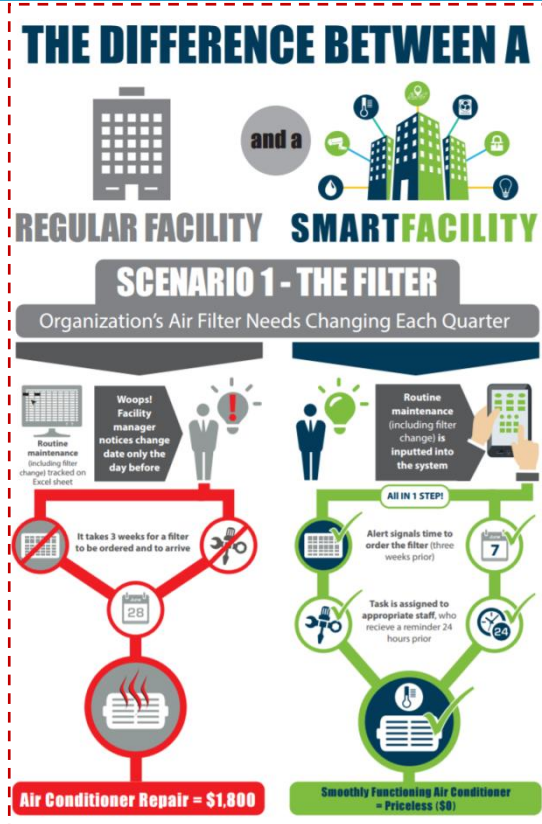 THE DIFFERENCE BETWEEN A
and a
REGULAR FACILITY
SMARTFACILITY
SCENARIO 1 - THE FILTER
Organization's Air Filter Needs Changing Each Quarter
Routine
maintenance
(including filter
change) tracked on
Excel sheet
Woops!
Facility
manager
notices change
date only the
day before
Routine
maintenance
(including filter
change) is
inputted into
the system
All IN 1 STEP!
It takes 3 weeks for a filter
to be ordered and to arrive
28
Air Conditioner Repair = $1,800
Alert signals time to
order the filter (three
weeks prior)
7
Task is assigned to
appropriate staff, who
recieve a reminder 24
hours prior
24
Smoothly Functioning Air Conditioner
= Priceless ($0)